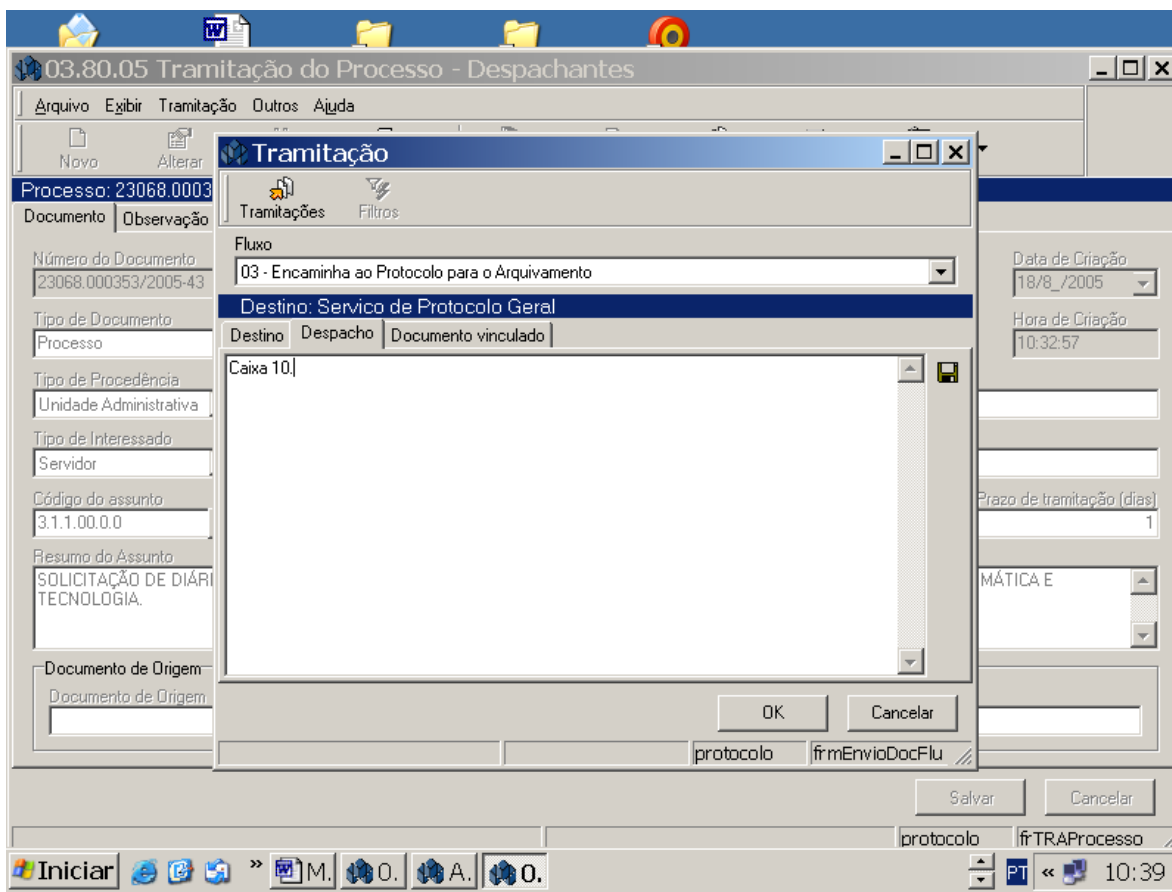 03.80.05 Tramitação do Processo - Despachantes
Arquivo Exibir Tramitação Outros Ajuda
Novo Alterar
Processo: 23068.0003
Documento Observação
Número do Documento
23068.000353/2005-43
Data de Criação
18/8_/2005
Tipo de Documento
Processo
Hora de Criação
10:32:57
Tipo de Procedência
Unidade Administrativa
Tipo de Interessado
Servidor
Código do assunto
3.1.1.00.0.0
Prazo de tramitação (dias)
1
Resumo do Assunto
SOLICITAÇÃO DE DIÁRI
MÁTICA E
TECNOLOGIA.
Documento de Origem
Documento de Origem
Tramitação
Tramitações Filtros
Fluxo
03 - Encaminha ao Protocolo para o Arquivamento
Destino: Servico de Protocolo Geral
Destino Despacho Documento vinculado
Caixa 10.
OK Cancelar
protocolo frmEnvioDocFlu
Salvar Cancelar
protocolo frTRAProcesso
Iniciar » M. O. A. O. PT « 10:39